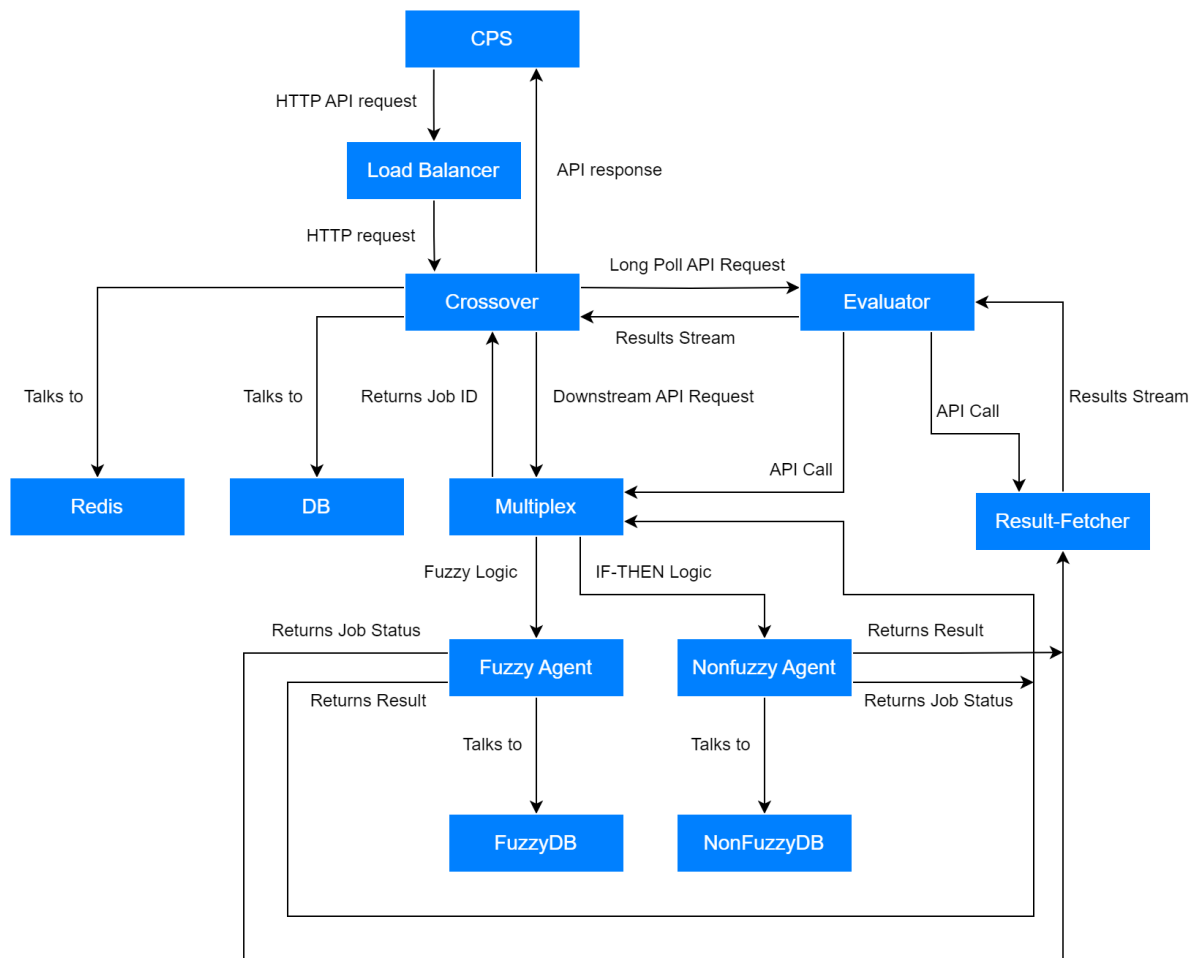 CPS
HTTP API request
Load Balancer
API response
HTTP request
Long Poll API Request
Crossover
Evaluator
Results Stream
Talks to
Talks to
Returns Job ID
Downstream API Request
Results Stream
API Call
API Call
Redis
DB
Multiplex
Result-Fetcher
Fuzzy Logic
IF-THEN Logic
Returns Job Status
Returns Result
Fuzzy Agent
Nonfuzzy Agent
Returns Result
Returns Job Status
Talks to
Talks to
FuzzyDB
NonFuzzyDB